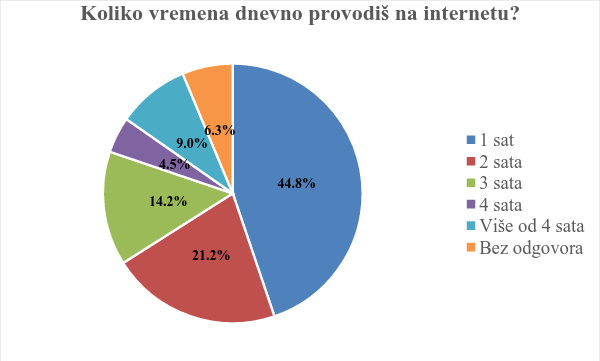 Koliko vremena dnevno provodiš na internetu?
6.3%
9.0%
4.5%
44.8%
14.2%
21.2%
1 sat
2 sata
3 sata
4 sata
Više od 4 sata
Bez odgovora